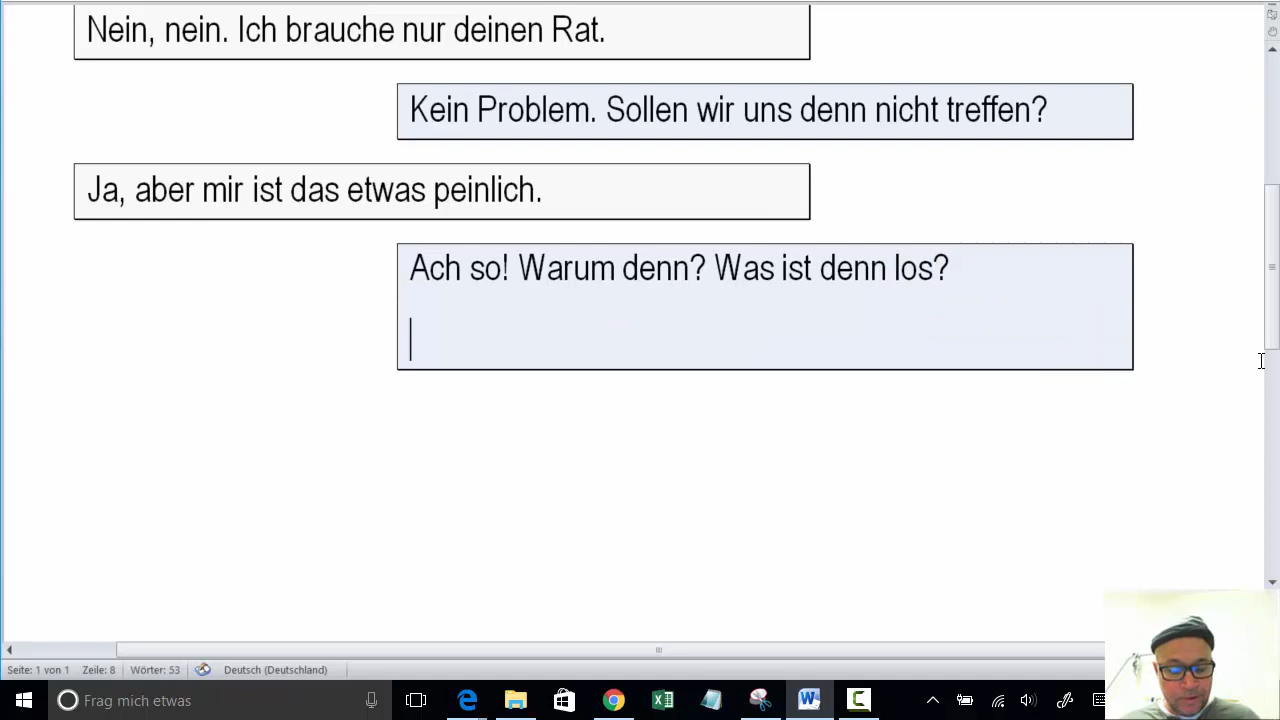 Nein, nein. Ich brauche nur deinen Rat.
Kein Problem. Sollen wir uns denn nicht treffen?
Ja, aber mir ist das etwas peinlich.
Ach so! Warum denn? Was ist denn los?
Seite: 1 von 1 Zeile: 8 Wörter: 53 Deutsch (Deutschland)
Frag mich etwas